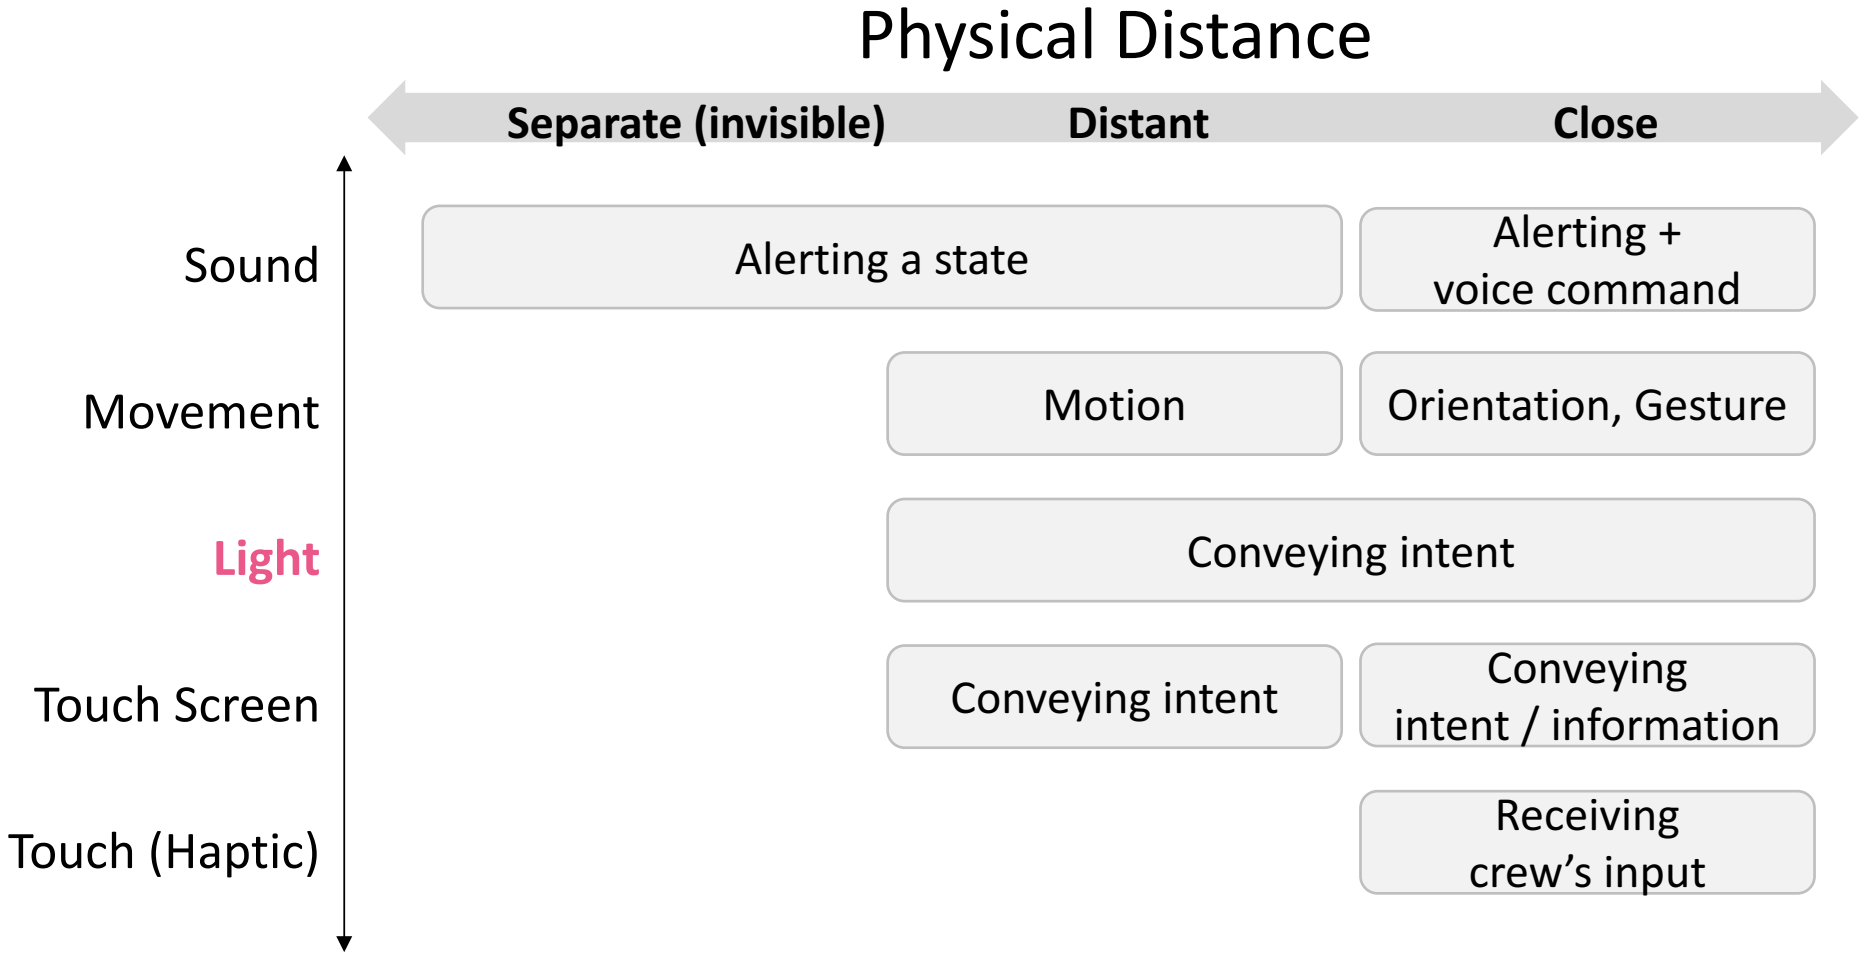 Physical Distance
Separate (invisible) Distant Close
Sound
Alerting a state
Alerting +
voice command
Movement
Motion
Orientation, Gesture
Light
Conveying intent
Touch Screen
Conveying intent
Conveying
intent / information
Touch (Haptic)
Receiving
crew’s input